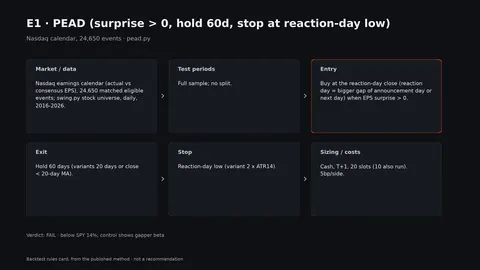 E1 · PEAD (surprise > 0, hold 60d, stop at reaction-day low)
Nasdaq calendar, 24,650 events · pead.py
Market / data
Nasdaq earnings calendar (actual vs
consensus EPS); 24,650 matched eligible
events; swing.py stock universe, daily,
2016-2026.
›
Test periods
Full sample; no split.
›
Entry
Buy at the reaction-day close (reaction
day = bigger gap of announcement day or
next day) when EPS surprise > 0.
Exit
Hold 60 days (variants 20 days or close
< 20-day MA).
›
Stop
Reaction-day low (variant 2 x ATR14).
›
Sizing / costs
Cash, T+1, 20 slots (10 also run).
5bp/side.
Verdict: FAIL · below SPY 14%; control shows gapper beta
Backtest rules card, from the published method · not a recommendation